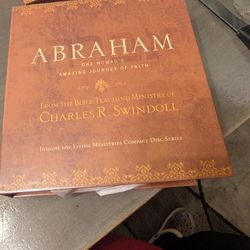 ABRAHAM
ONE NOMAD'S
AMAZING JOURNEY OF FAITH
FROM THE BIBLE-TEACHING MINISTRY OF
CHARLES R. SWINDOLL
INSIGHT FOR LIVING MINISTRIES COMPACT DISC SERIES